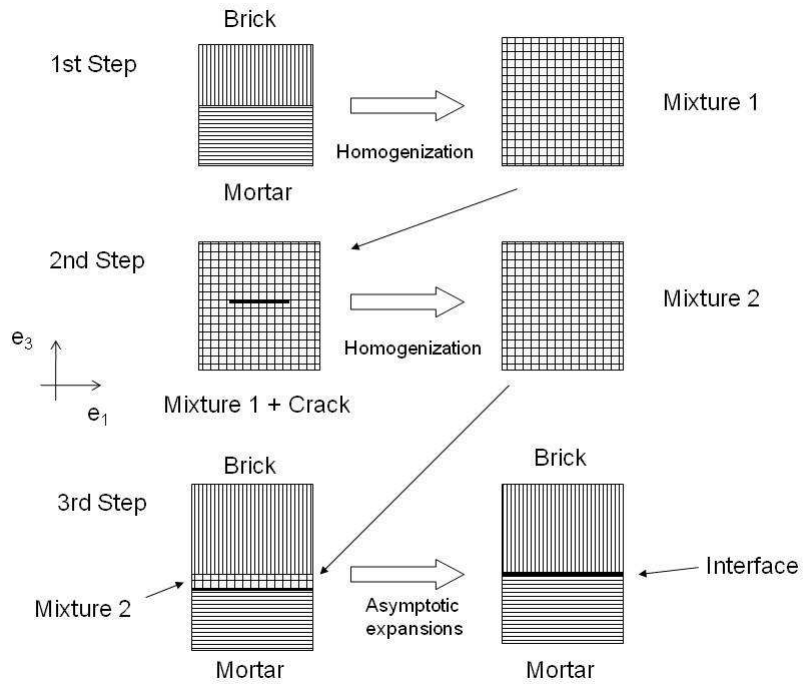 Brick
1st Step
Mixture 1
Homogenization
Mortar
2nd Step
Mixture 2
Homogenization
e3
e1
Mixture 1 + Crack
Brick
Brick
3rd Step
Interface
Mixture 2
Asymptotic
expansions
Mortar
Mortar